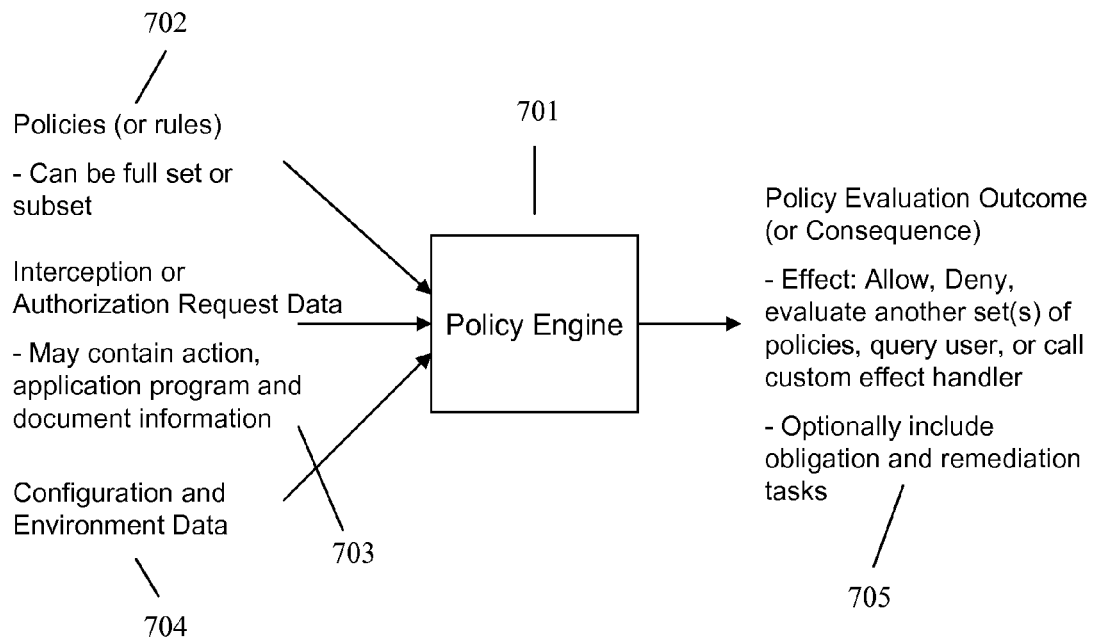 702
Policies (or rules)
- Can be full set or
subset
Interception or
Authorization Request Data
- May contain action,
application program and
document information
Configuration and
Environment Data
703
704
701
Policy Engine
Policy Evaluation Outcome
(or Consequence)
- Effect: Allow, Deny,
evaluate another set(s) of
policies, query user, or call
custom effect handler
- Optionally include
obligation and remediation
tasks
705